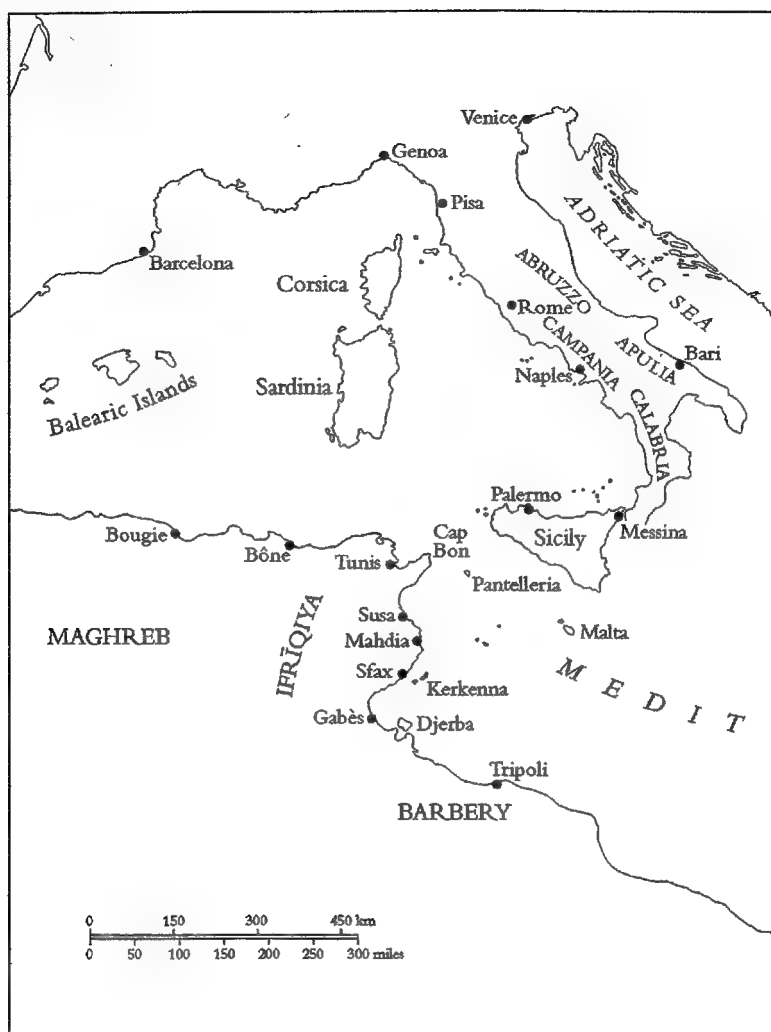 Venice
Genoa
Pisa
ADRIATIC SEA
Barcelona
Corsica
ABRUZZO
Rome
CAMPANIA
APULIA
Bari
Naples
Balearic Islands
Sardinia
CALABRIA
Palermo
Bougie
Bône
Tunis
Cap
Bon
Sicily
Messina
Pantelleria
Susa
MAGHREB
IFRĪQIYA
Mahdia
Malta
Sfax
Kerkenna
MEDIT
Gabès
Djerba
Tripoli
BARBERY
0 150 300 450 km
0 50 100 150 200 250 300 miles